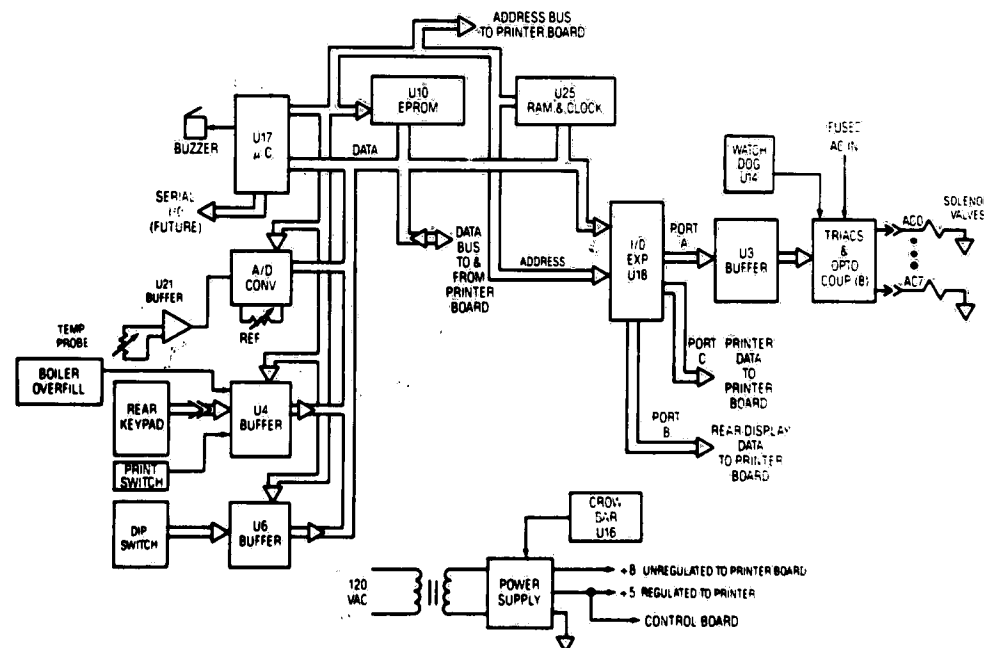 ADDRESS BUS
TO PRINTER BOARD
U10
EPROM
U25
RAM & CLOCK
U17
µC
BUZZER
DATA
SERIAL
I/O
(FUTURE)
WATCH
DOG
U14
FUSED
AC IN
SOLENOID
VALVES
AC0
AC7
TRIACS
&
OPTO
COUP (8)
U3
BUFFER
PORT
A
I/O
EXP
U18
ADDRESS
DATA
BUS
TO &
FROM
PRINTER
BOARD
A/D
CONV
REF
U21
BUFFER
TEMP
PROBE
BOILER
OVERFILL
REAR
KEYPAD
U4
BUFFER
PRINT
SWITCH
DIP
SWITCH
U6
BUFFER
PORT
C
PRINTER
DATA
TO
PRINTER
BOARD
PORT
B
REAR DISPLAY
DATA
TO PRINTER
BOARD
CROW
BAR
U16
120
VAC
POWER
SUPPLY
+8 UNREGULATED TO PRINTER BOARD
+5 REGULATED TO PRINTER
CONTROL BOARD